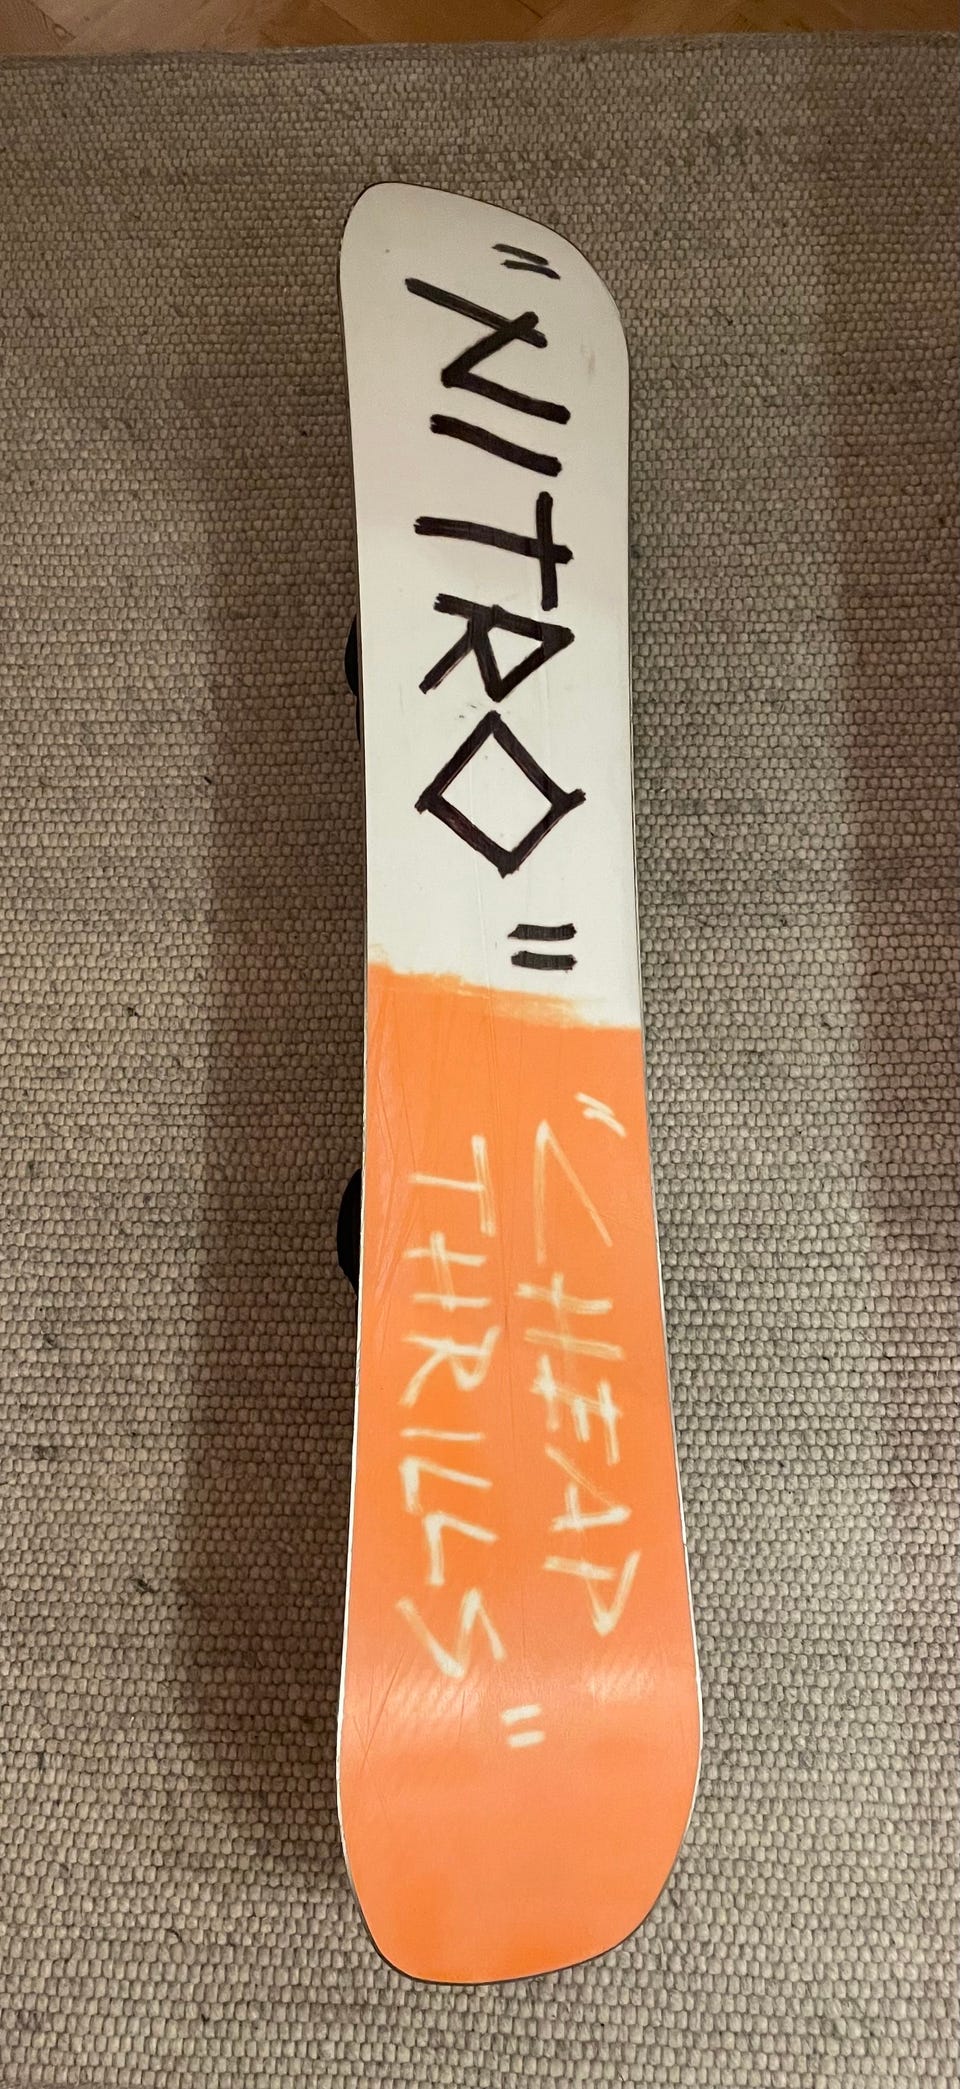 "NITRO"
"CHEAP
THRILLS"